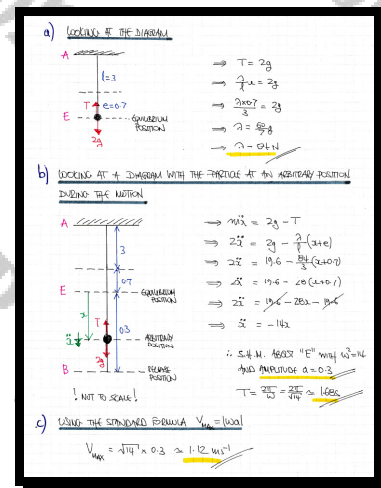 a) LOOKING AT THE DIAGRAM
A
l=3
T e=0.7
E EQUILIBRIUM POSITION
2g
⇒ T = 2g
⇒ λ/l e = 2g
⇒ λ×0.7/3 = 2g
⇒ λ = 60/7 g
⇒ λ = 84 N
b) LOOKING AT A DIAGRAM WITH THE PARTICLE AT AN ARBITRARY POSITION
DURING THE MOTION
A
3
0.7
E EQUILIBRIUM POSITION
x
T
0.3
ẍ ARBITRARY POSITION
2g
B RELEASE POSITION
! NOT TO SCALE !
⇒ mẍ = 2g - T
⇒ 2ẍ = 2g - λ/l (x+e)
⇒ 2ẍ = 19.6 - 84/3 (x+0.7)
⇒ 2ẍ = 19.6 - 28(x+0.7)
⇒ 2ẍ = 19.6 - 28x - 19.6
⇒ ẍ = -14x
∴ S.H.M. ABOUT "E" WITH ω²=14
AND AMPLITUDE a = 0.3
T = 2π/ω = 2π/√14 ≈ 1.68s
c) USING THE STANDARD FORMULA V MAX = |ωa|
V MAX = √14 × 0.3 ≈ 1.12 ms⁻¹